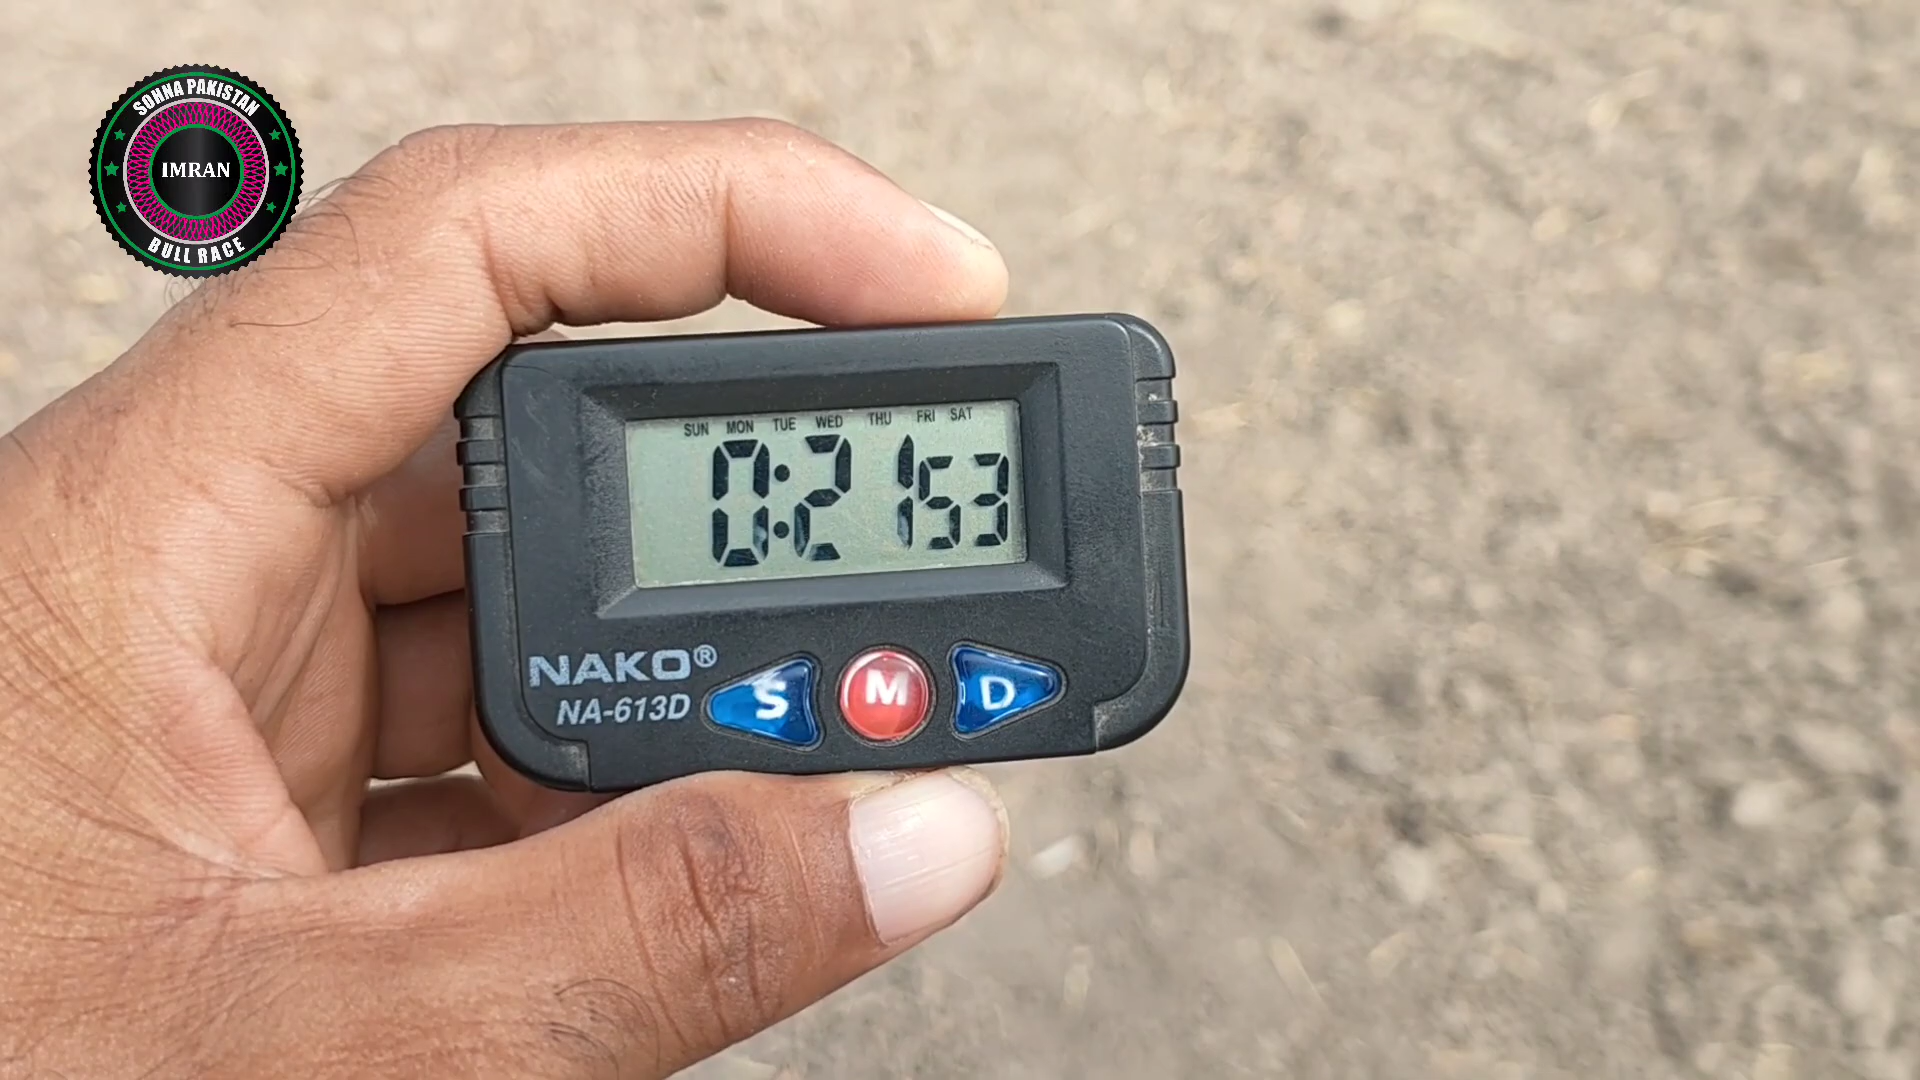 SOHNA PAKISTAN
IMRAN
BULL RACE
SUN MON TUE WED THU FRI SAT
0:21 53
NAKO®
NA-613D
S M D